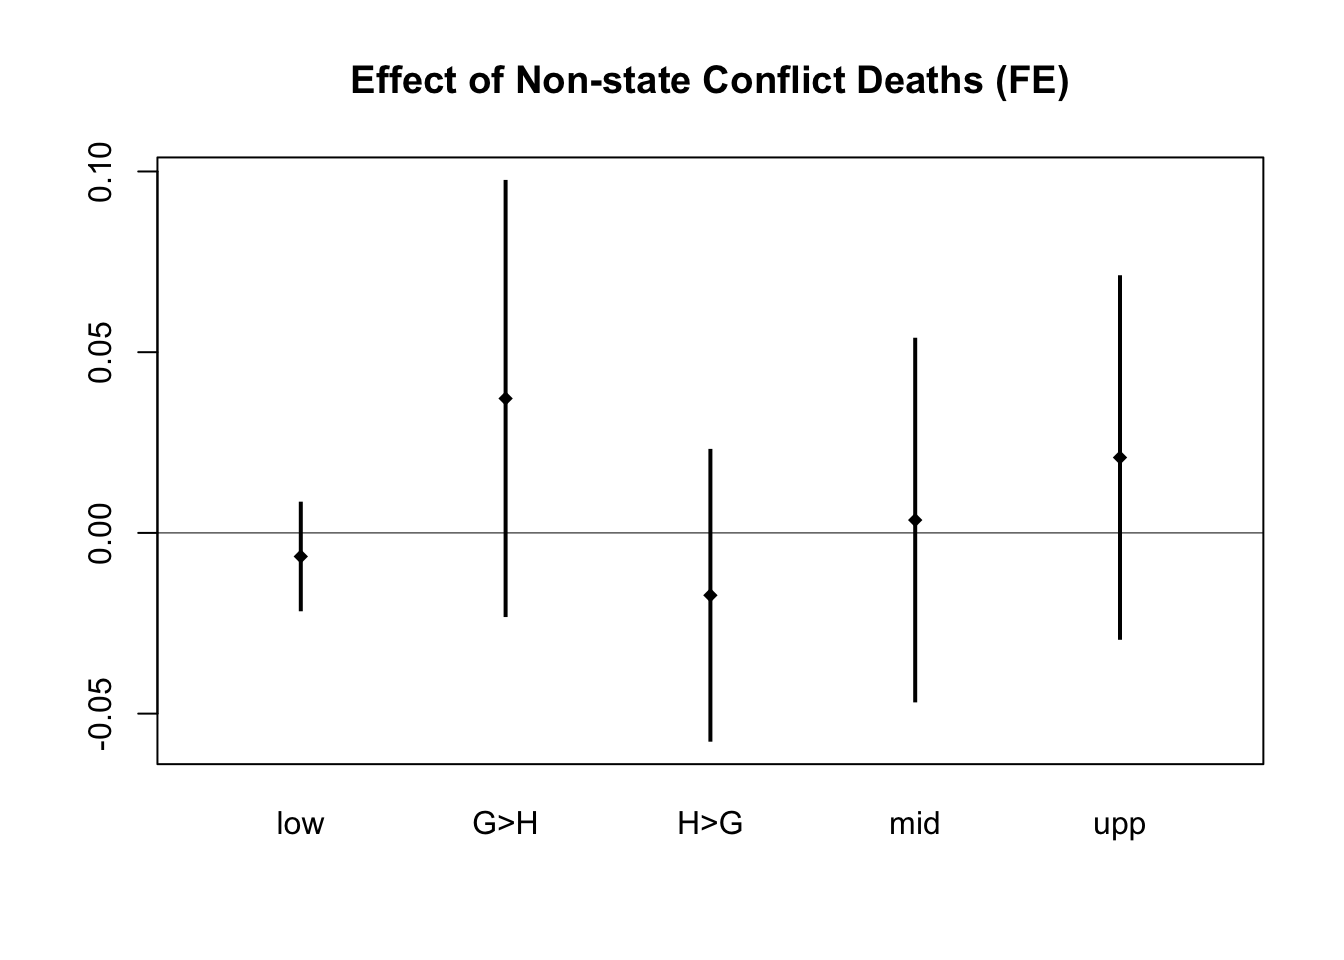 Effect of Non-state Conflict Deaths (FE)
0.10
0.05
0.00
-0.05
low G>H H>G mid upp